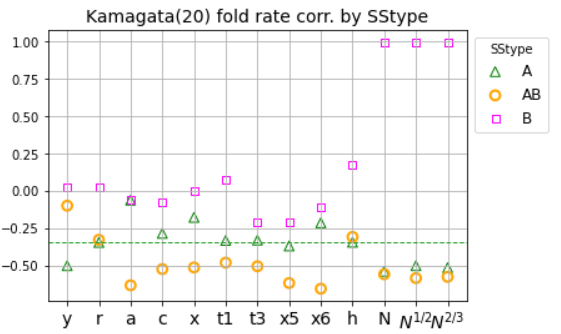 Kamagata(20) fold rate corr. by SStype
SStype
A
AB
B
1.00
0.75
0.50
0.25
0.00
−0.25
−0.50
y r a c x t1 t3 x5 x6 h N N^{1/2} N^{2/3}